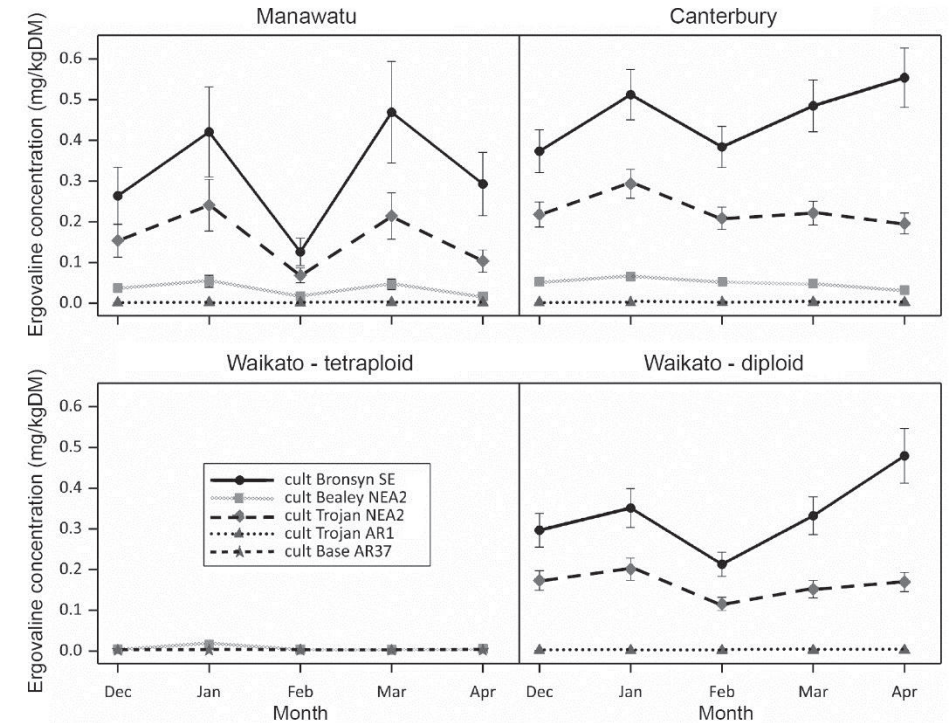 Manawatu
Canterbury
Ergovaline concentration (mg/kgDM)
0.6
0.5
0.4
0.3
0.2
0.1
0.0
Waikato - tetraploid
Waikato - diploid
Ergovaline concentration (mg/kgDM)
0.6
0.5
0.4
0.3
0.2
0.1
0.0
cult Bronsyn SE
cult Bealey NEA2
cult Trojan NEA2
cult Trojan AR1
cult Base AR37
Dec Jan Feb Mar Apr
Dec Jan Feb Mar Apr
Month
Month